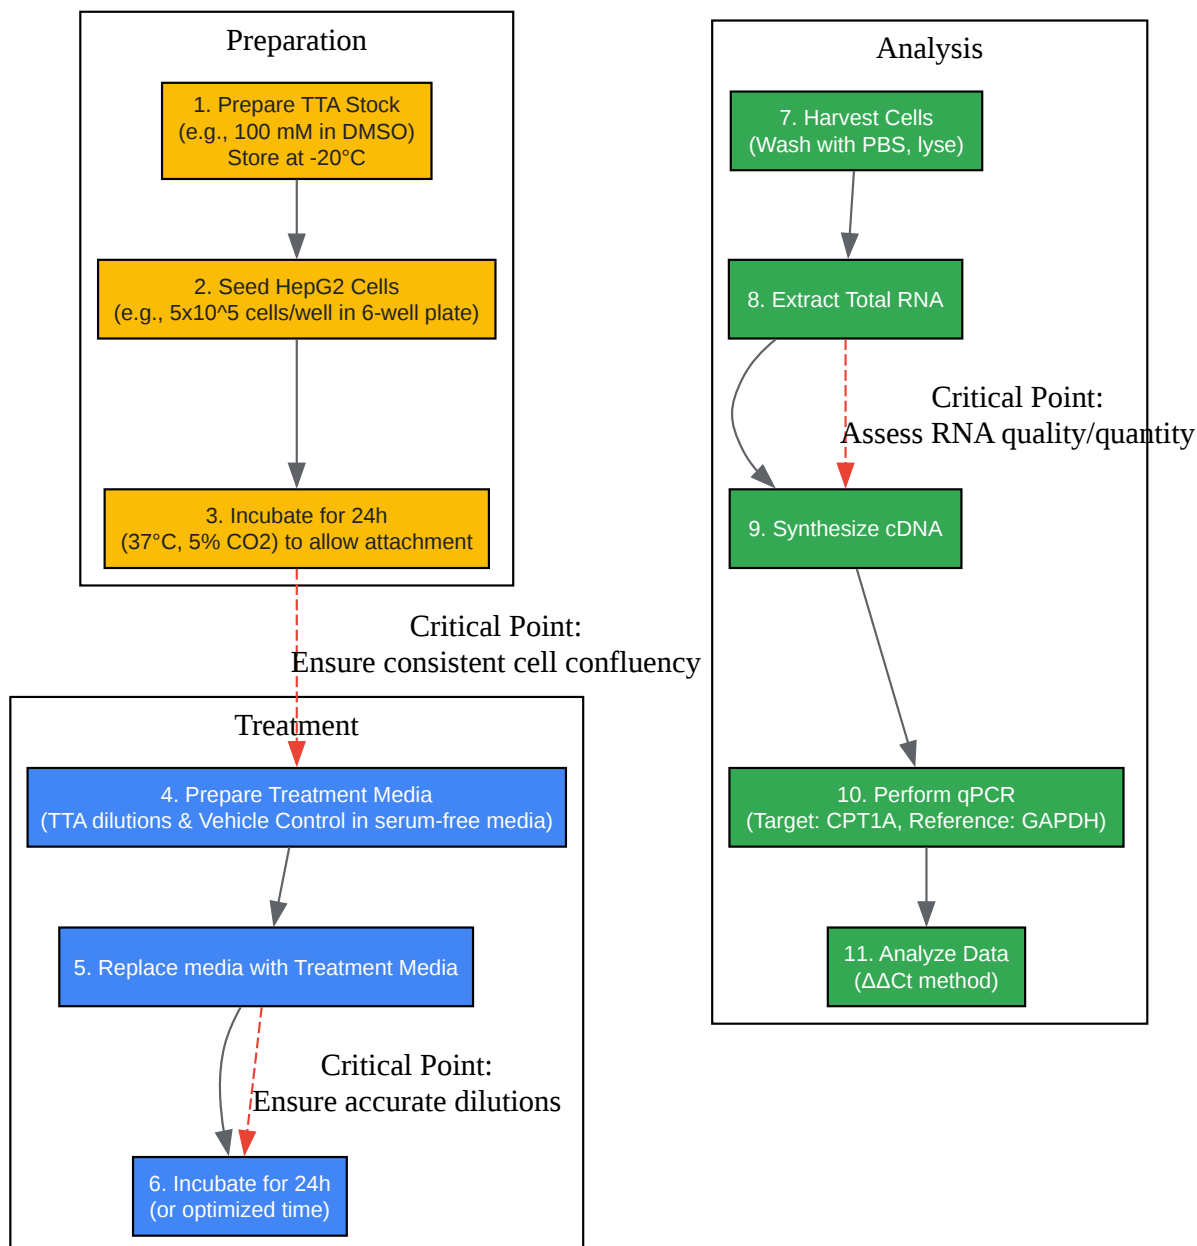 Preparation
1. Prepare TTA Stock
(e.g., 100 mM in DMSO)
Store at -20°C
2. Seed HepG2 Cells
(e.g., 5x10^5 cells/well in 6-well plate)
3. Incubate for 24h
(37°C, 5% CO2) to allow attachment
Critical Point:
Ensure consistent cell confluency
Treatment
4. Prepare Treatment Media
(TTA dilutions & Vehicle Control in serum-free media)
5. Replace media with Treatment Media
Critical Point:
Ensure accurate dilutions
6. Incubate for 24h
(or optimized time)
Analysis
7. Harvest Cells
(Wash with PBS, lyse)
8. Extract Total RNA
Critical Point:
Assess RNA quality/quantity
9. Synthesize cDNA
10. Perform qPCR
(Target: CPT1A, Reference: GAPDH)
11. Analyze Data
(ΔΔCt method)